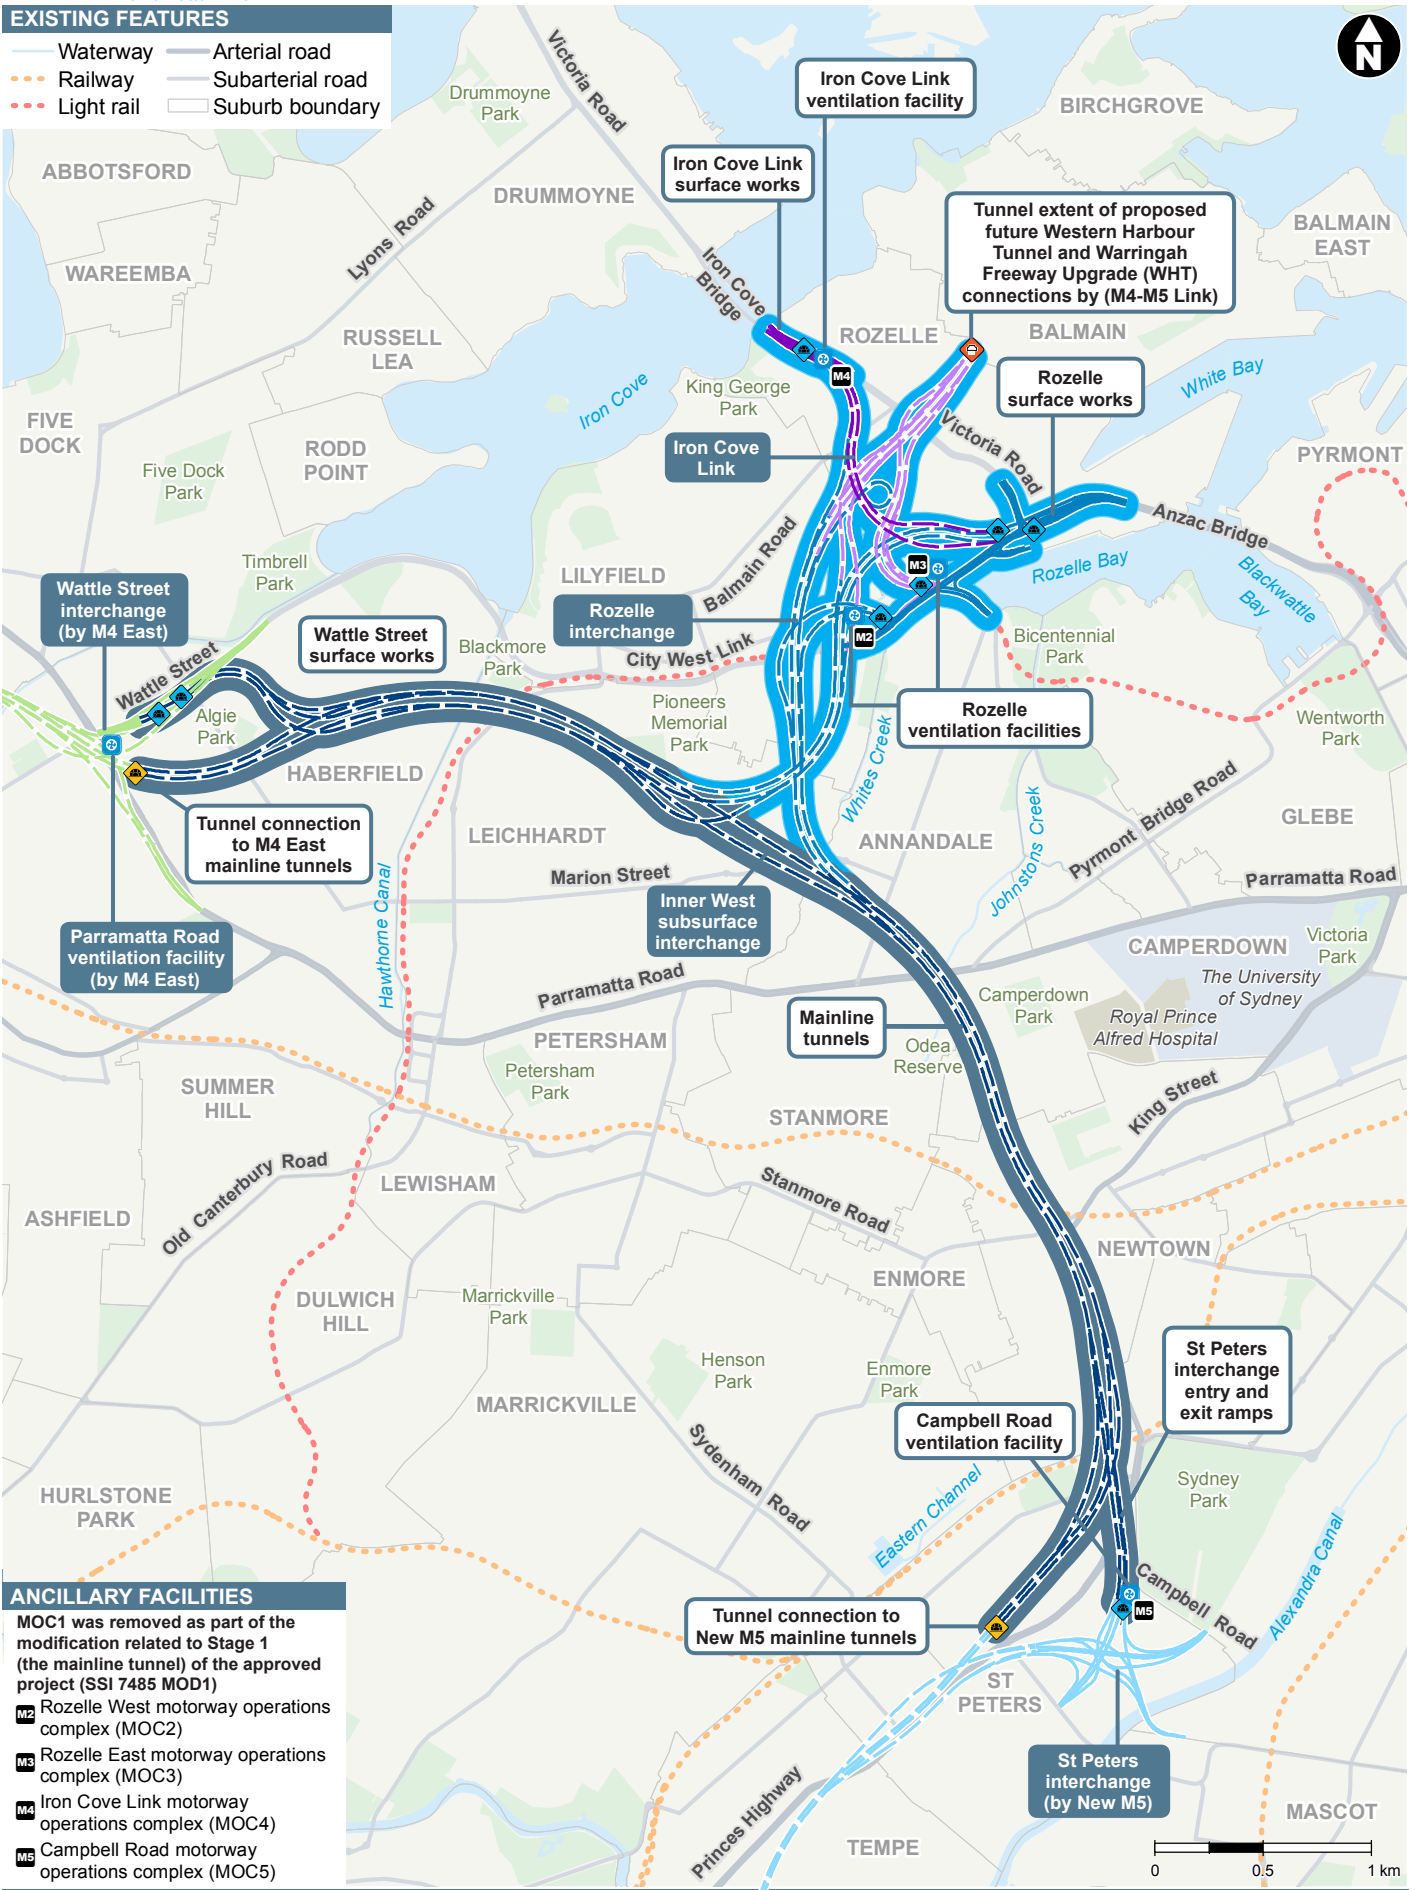 EXISTING FEATURES
Waterway
Arterial road
Railway
Subarterial road
Light rail
Suburb boundary
N
Victoria Road
Drummoyne
Park
Iron Cove Link
ventilation facility
BIRCHGROVE
ABBOTSFORD
Iron Cove Link
surface works
DRUMMOYNE
Tunnel extent of proposed
future Western Harbour
Tunnel and Warringah
Freeway Upgrade (WHT)
connections by (M4-M5 Link)
BALMAIN
EAST
Lyons Road
WAREEMBA
Iron Cove
Bridge
RUSSELL
LEA
ROZELLE
BALMAIN
White Bay
M4
King George
Park
Iron Cove
Rozelle
surface works
FIVE
DOCK
RODD
POINT
Victoria Road
Iron Cove
Link
PYRMONT
Five Dock
Park
Anzac Bridge
Balmain Road
Timbrell
Park
LILYFIELD
M3
Rozelle Bay
Blackwattle
Bay
Wattle Street
interchange
(by M4 East)
Rozelle
interchange
M2
Wattle Street
surface works
Blackmore
Park
City West Link
Bicentennial
Park
Wattle Street
Algie
Park
Pioneers
Memorial
Park
Rozelle
ventilation facilities
Wentworth
Park
HABERFIELD
Whites Creek
Johnstons Creek
Pyrmont Bridge Road
Tunnel connection
to M4 East
mainline tunnels
LEICHHARDT
ANNANDALE
GLEBE
Marion Street
Parramatta Road
Hawthorne Canal
Inner West
subsurface
interchange
Parramatta Road
ventilation facility
(by M4 East)
CAMPERDOWN
Victoria
Park
The University
of Sydney
Parramatta Road
Camperdown
Park
Royal Prince
Alfred Hospital
Mainline
tunnels
PETERSHAM
Odea
Reserve
Petersham
Park
SUMMER
HILL
STANMORE
King Street
Old Canterbury Road
LEWISHAM
Stanmore Road
ASHFIELD
NEWTOWN
ENMORE
DULWICH
HILL
Marrickville
Park
St Peters
interchange
entry and
exit ramps
Henson
Park
Enmore
Park
MARRICKVILLE
Campbell Road
ventilation facility
Sydenham Road
Sydney
Park
HURLSTONE
PARK
Eastern Channel
Alexandra Canal
Campbell Road
M5
Tunnel connection to
New M5 mainline tunnels
ST
PETERS
St Peters
interchange
(by New M5)
Princes Highway
MASCOT
TEMPE
0
0.5
1 km
ANCILLARY FACILITIES
MOC1 was removed as part of the
modification related to Stage 1
(the mainline tunnel) of the approved
project (SSI 7485 MOD1)
M2 Rozelle West motorway operations
complex (MOC2)
M3 Rozelle East motorway operations
complex (MOC3)
M4 Iron Cove Link motorway
operations complex (MOC4)
M5 Campbell Road motorway
operations complex (MOC5)